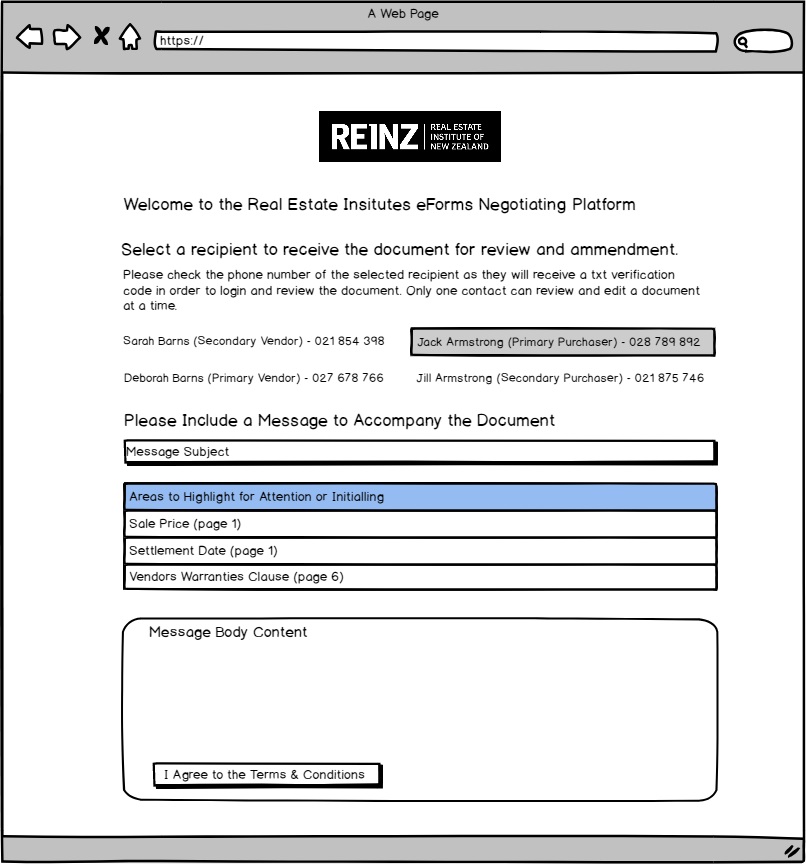 A Web Page
https://
REINZ
REAL ESTATE
INSTITUTE OF
NEW ZEALAND
Welcome to the Real Estate Insitutes eForms Negotiating Platform
Select a recipient to receive the document for review and ammendment.
Please check the phone number of the selected recipient as they will receive a txt verification
code in order to login and review the document. Only one contact can review and edit a document
at a time.
Sarah Barns (Secondary Vendor) - 021 854 398
Jack Armstrong (Primary Purchaser) - 028 789 892
Deborah Barns (Primary Vendor) - 027 678 766
Jill Armstrong (Secondary Purchaser) - 021 875 746
Please Include a Message to Accompany the Document
Message Subject
Areas to Highlight for Attention or Initialling
Sale Price (page 1)
Settlement Date (page 1)
Vendors Warranties Clause (page 6)
Message Body Content
I Agree to the Terms & Conditions